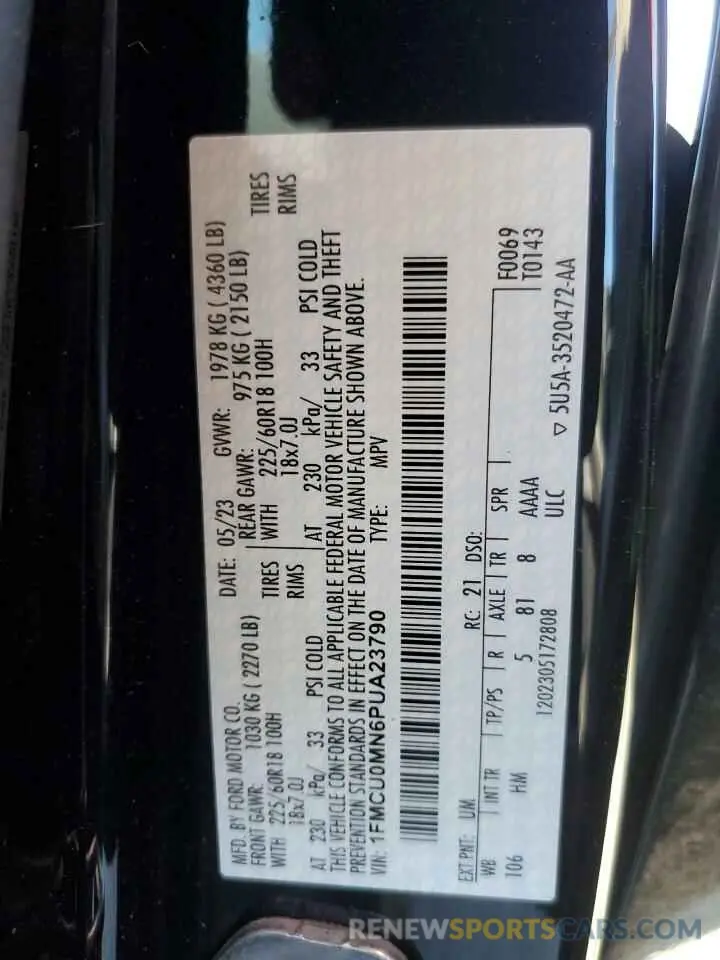 MFD. BY FORD MOTOR CO.
DATE: 05/23
GVWR: 1978 KG ( 4360 LB)
FRONT GAWR: 1030 KG ( 2270 LB)
REAR GAWR: 975 KG ( 2150 LB)
WITH 225/60R18 100H TIRES
WITH 225/60R18 100H TIRES
18x7.0J RIMS
18x7.0J RIMS
AT 230 kPa/ 33 PSI COLD
AT 230 kPa/ 33 PSI COLD
THIS VEHICLE CONFORMS TO ALL APPLICABLE FEDERAL MOTOR VEHICLE SAFETY AND THEFT
PREVENTION STANDARDS IN EFFECT ON THE DATE OF MANUFACTURE SHOWN ABOVE.
VIN: 1FMCU0MN6PUA23790
TYPE: MPV
EXT PNT: UM RC: 21 DSO:
WB INT TR TP/PS R AXLE TR SPR
F0069
T0143
106 HM 5 81 8 AAAA
ULC
1202305172808
▽ 5U5A-3520472-AA
RENEWSPORTSCARS.COM